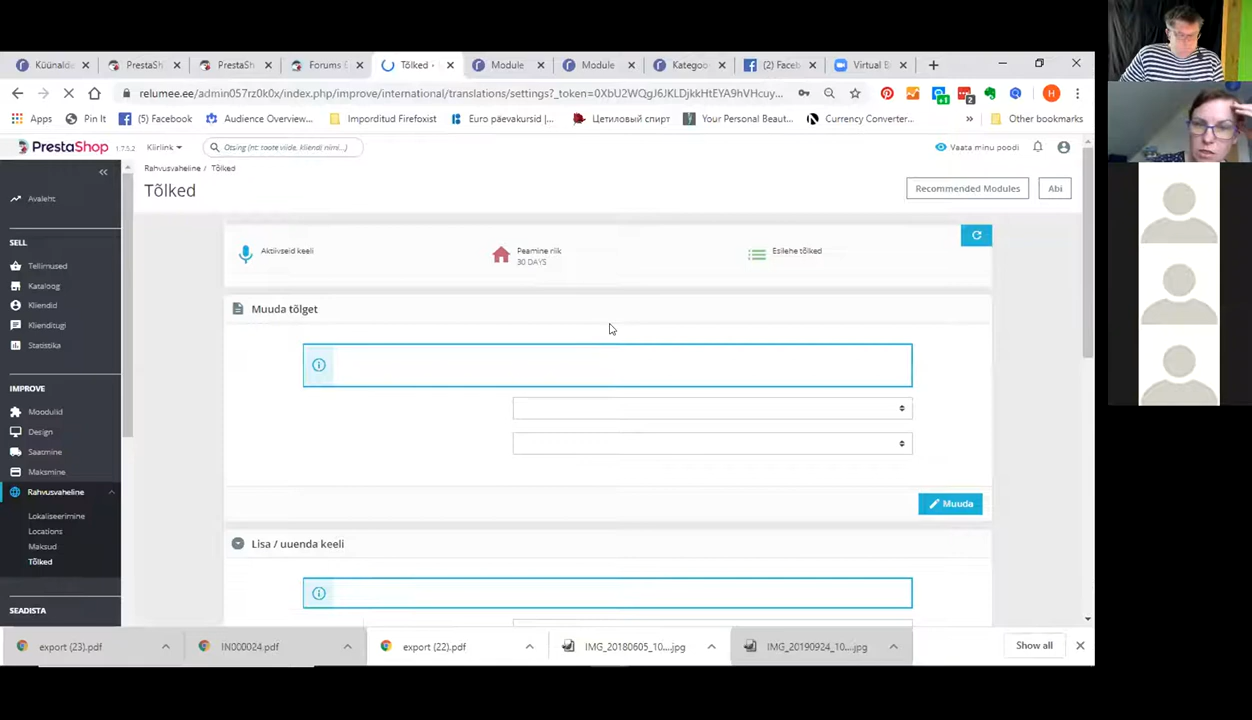 Küünald
PrestaSh
PrestaSh
Forums E
Tõlked •
Module
Module
Kategoo
(2) Faceb
Virtual B
relumee.ee/admin057rz0k0x/index.php/improve/international/translations/settings?_token=0XbU2WQgJ6JKLDjkkHtEYA9hVHcuy...
H
Apps
Pin It
(5) Facebook
Audience Overview...
Imporditud Firefoxist
Euro päevakursid |...
Цетиловый спирт
Your Personal Beaut...
Currency Converter...
»
Other bookmarks
PrestaShop
1.7.5.2
Kiirlink
Otsing (nt: toote viide, kliendi nimi...)
Vaata minu poodi
Rahvusvaheline / Tõlked
Tõlked
Recommended Modules
Abi
Avaleht
SELL
Tellimused
Kataloog
Kliendid
Klienditugi
Statistika
IMPROVE
Moodulid
Design
Saatmine
Maksmine
Rahvusvaheline
Lokaliseerimine
Locations
Maksud
Tõlked
SEADISTA
Aktiivseid keeli
Peamine riik
30 DAYS
Esilehe tõlked
Muuda tõlget
Muuda
Lisa / uuenda keeli
export (23).pdf
IN000024.pdf
export (22).pdf
IMG_20180605_10....jpg
IMG_20190924_10....jpg
Show all